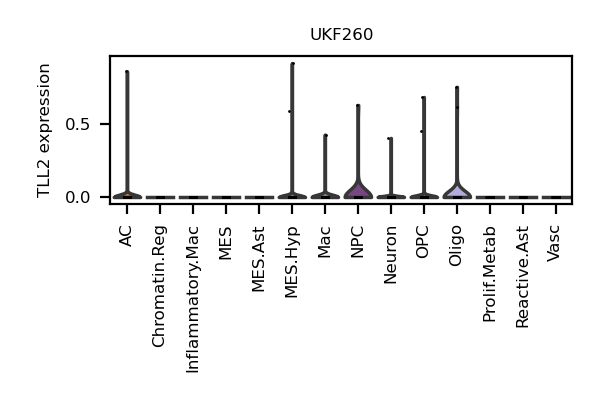 UKF260
TLL2 expression
0.5
0.0
AC
Chromatin.Reg
Inflammatory.Mac
MES
MES.Ast
MES.Hyp
Mac
NPC
Neuron
OPC
Oligo
Prolif.Metab
Reactive.Ast
Vasc